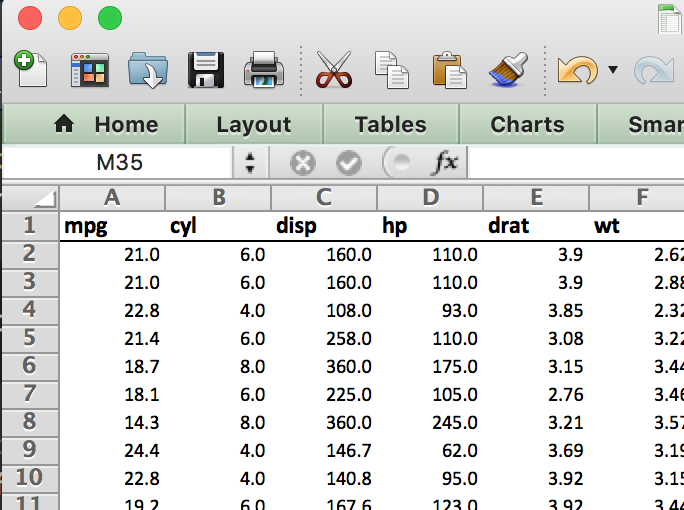 Home Layout Tables Charts Smar
M35 fx
A B C D E F
1 mpg cyl disp hp drat wt
2 21.0 6.0 160.0 110.0 3.9 2.62
3 21.0 6.0 160.0 110.0 3.9 2.88
4 22.8 4.0 108.0 93.0 3.85 2.32
5 21.4 6.0 258.0 110.0 3.08 3.22
6 18.7 8.0 360.0 175.0 3.15 3.44
7 18.1 6.0 225.0 105.0 2.76 3.46
8 14.3 8.0 360.0 245.0 3.21 3.57
9 24.4 4.0 146.7 62.0 3.69 3.19
10 22.8 4.0 140.8 95.0 3.92 3.15
11 19.2 6.0 167.6 123.0 3.92 3.44